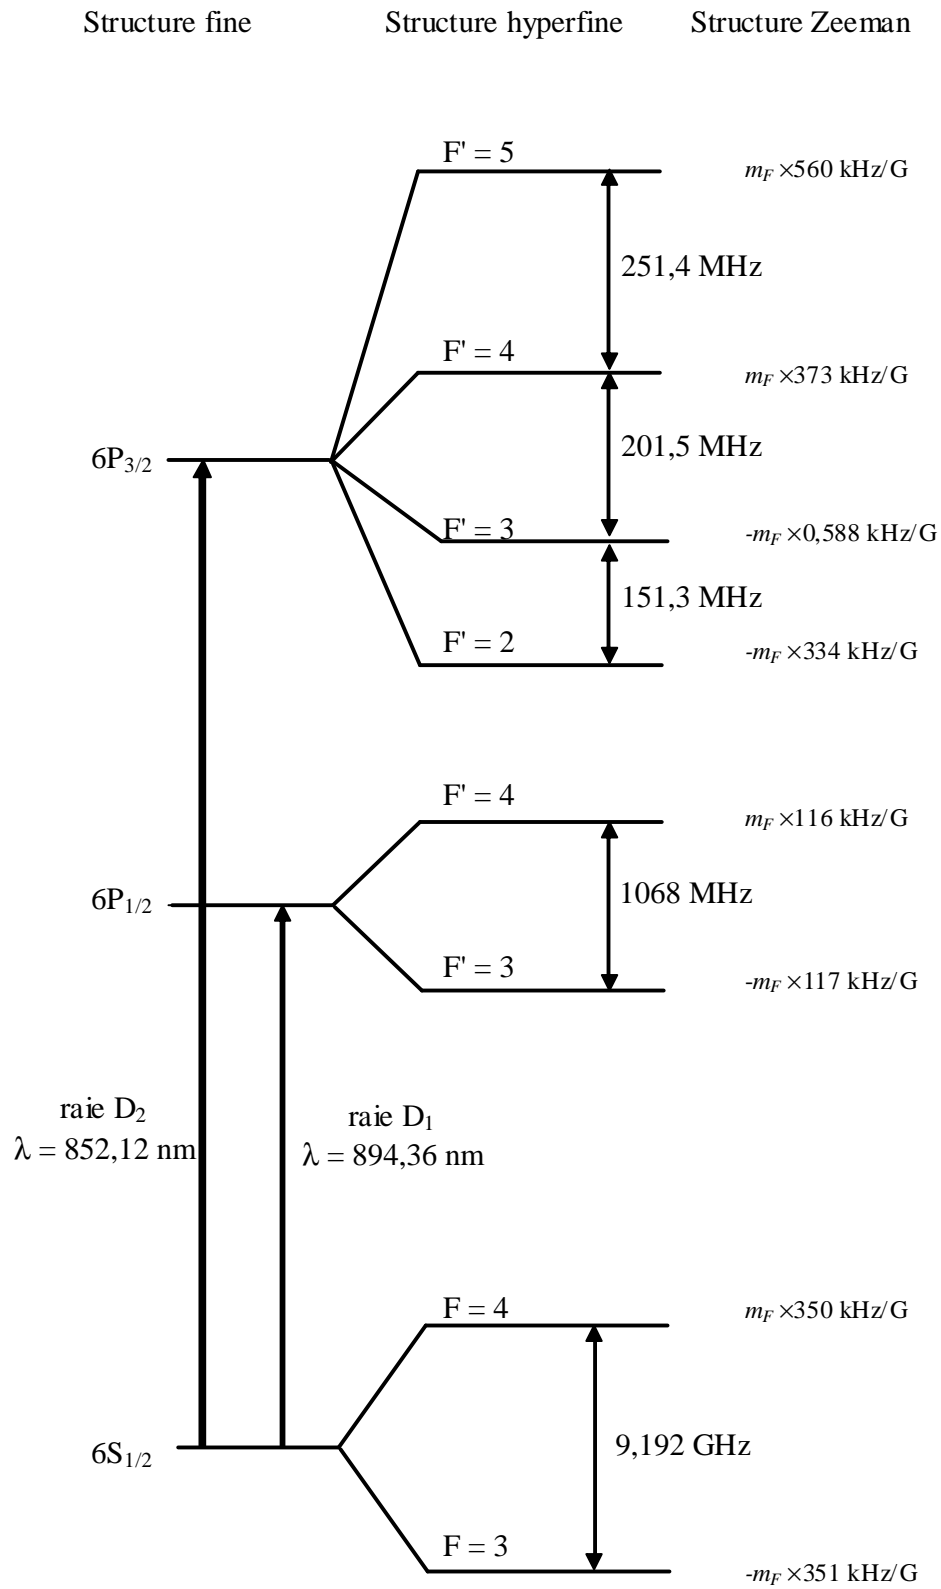 Structure fine
Structure hyperfine
Structure Zeeman
F' = 5
m_F ×560 kHz/G
251,4 MHz
F' = 4
m_F ×373 kHz/G
6P3/2
201,5 MHz
F' = 3
-m_F ×0,588 kHz/G
151,3 MHz
F' = 2
-m_F ×334 kHz/G
F' = 4
m_F ×116 kHz/G
6P1/2
1068 MHz
F' = 3
-m_F ×117 kHz/G
raie D2
λ = 852,12 nm
raie D1
λ = 894,36 nm
F = 4
m_F ×350 kHz/G
6S1/2
9,192 GHz
F = 3
-m_F ×351 kHz/G